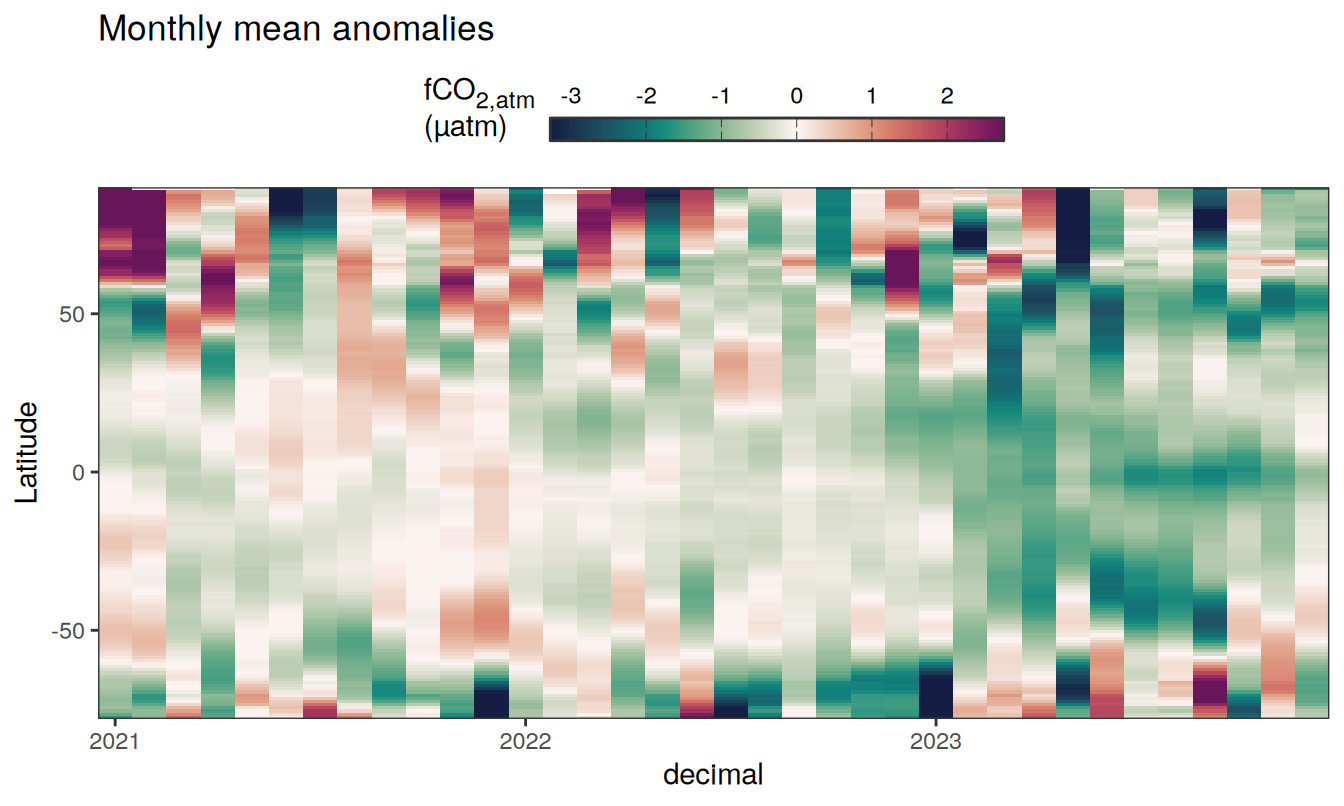 Monthly mean anomalies
fCO2,atm
(µatm)
-3 -2 -1 0 1 2
Latitude
50
0
-50
2021 2022 2023
decimal